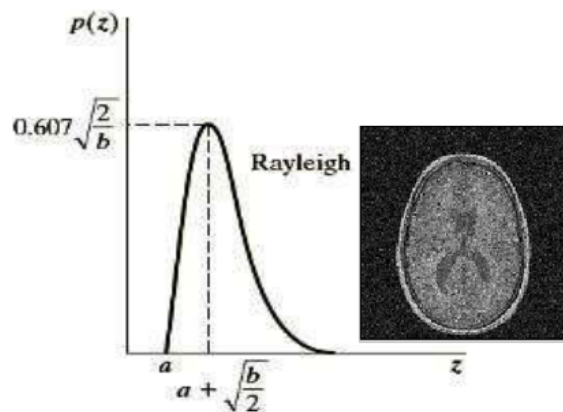 p(z)
0.607√(2/b)
Rayleigh
a
z
a + √(b/2)